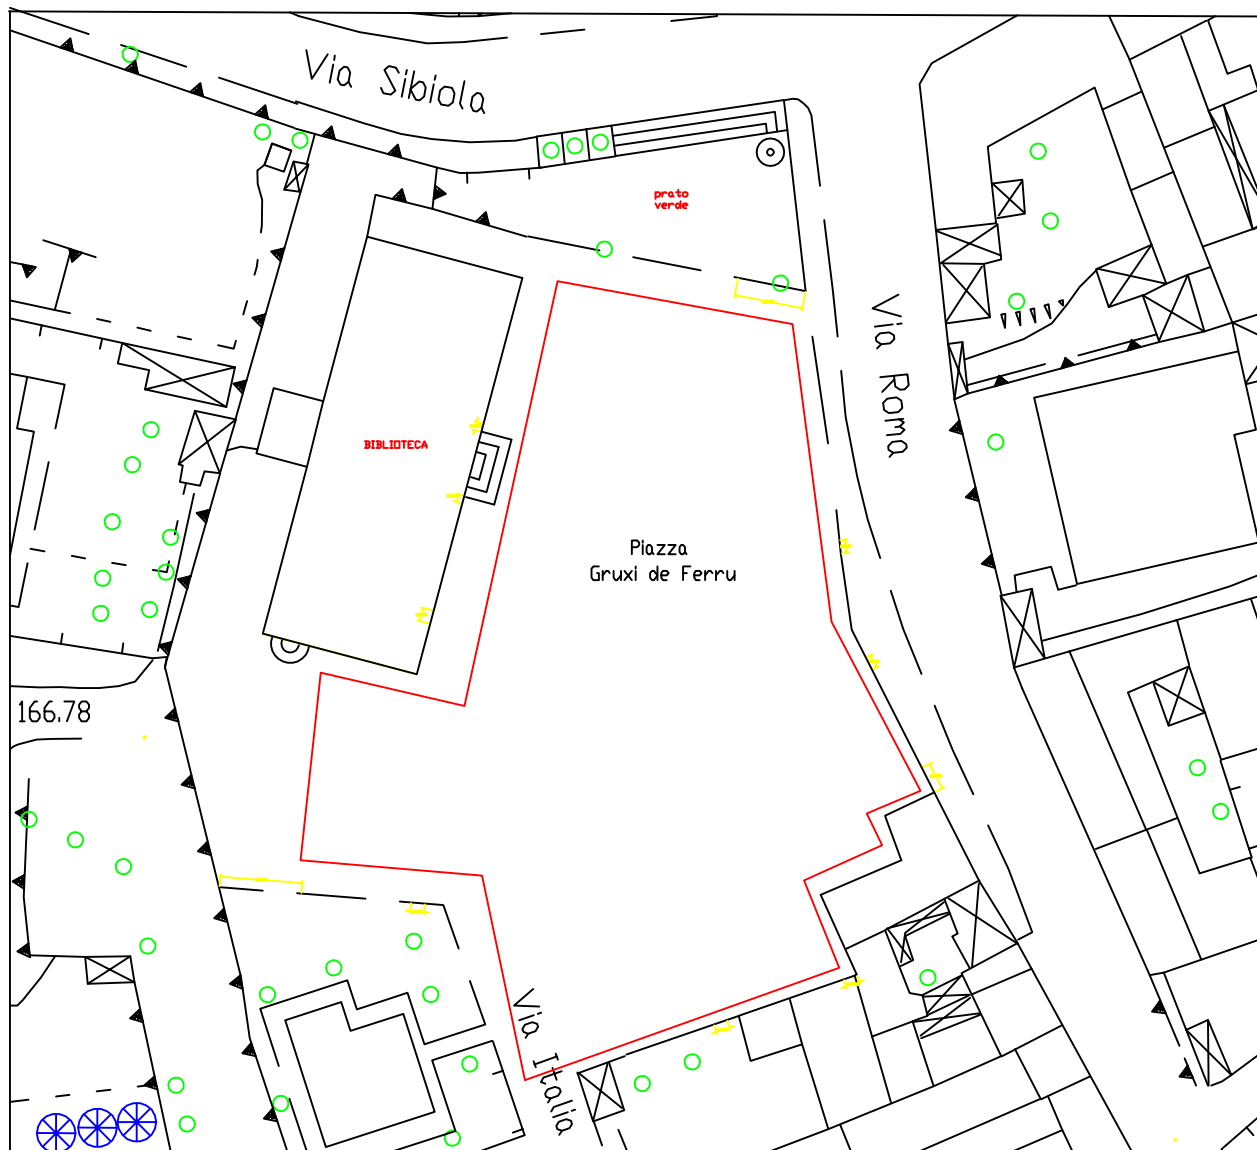 Via Sibiola
prato
verde
Via Roma
BIBLIOTECA
Piazza
Gruxi de Ferru
166.78
Via Italia